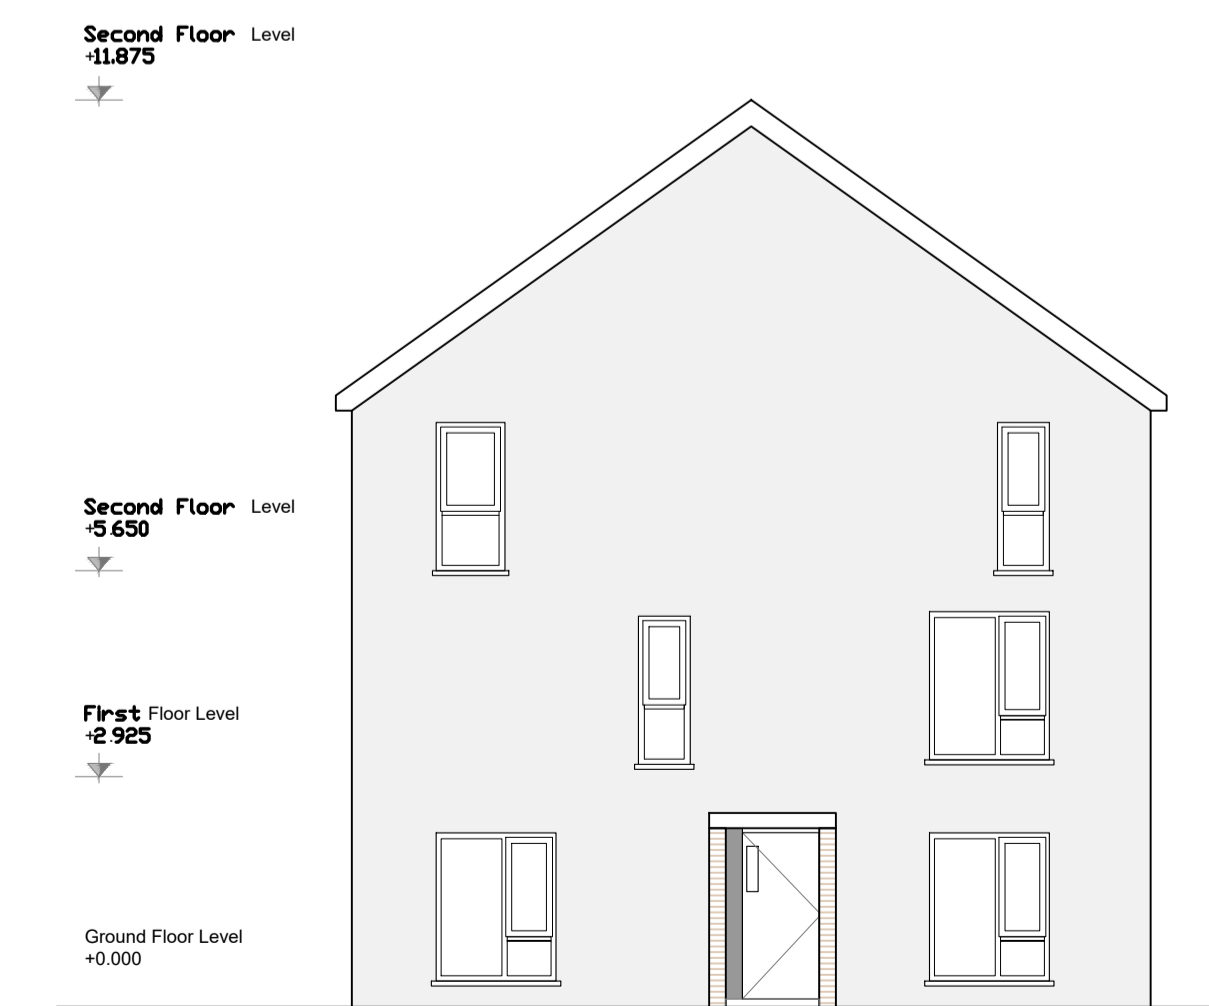 Second Floor Level
+11.875
Second Floor Level
+5.650
First Floor Level
+2.925
Ground Floor Level
+0.000